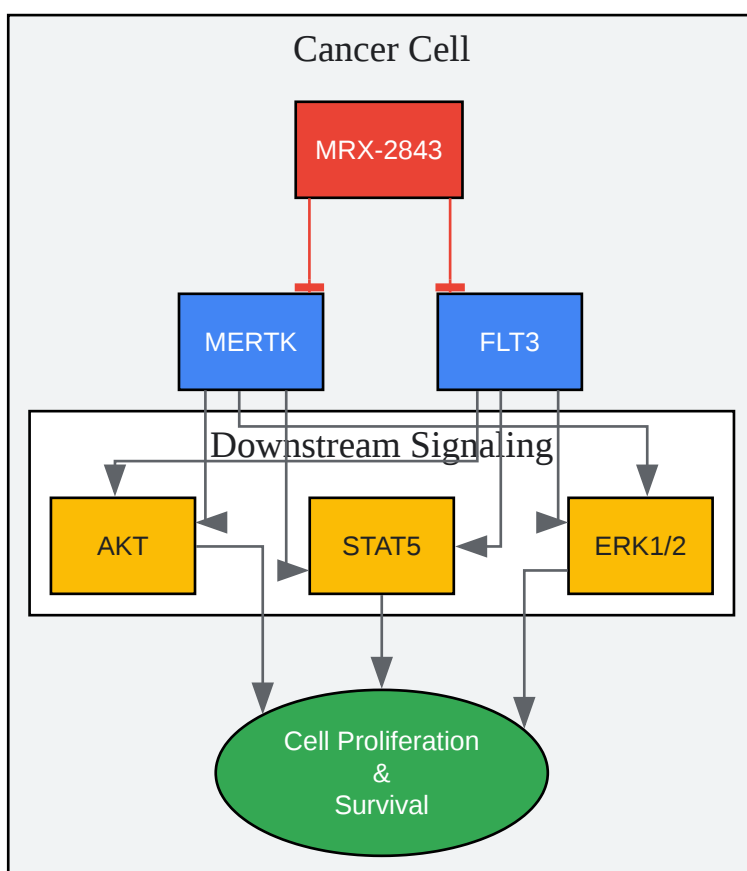 Cancer Cell
MRX-2843
MERTK
FLT3
Downstream Signaling
AKT
STAT5
ERK1/2
Cell Proliferation
&
Survival